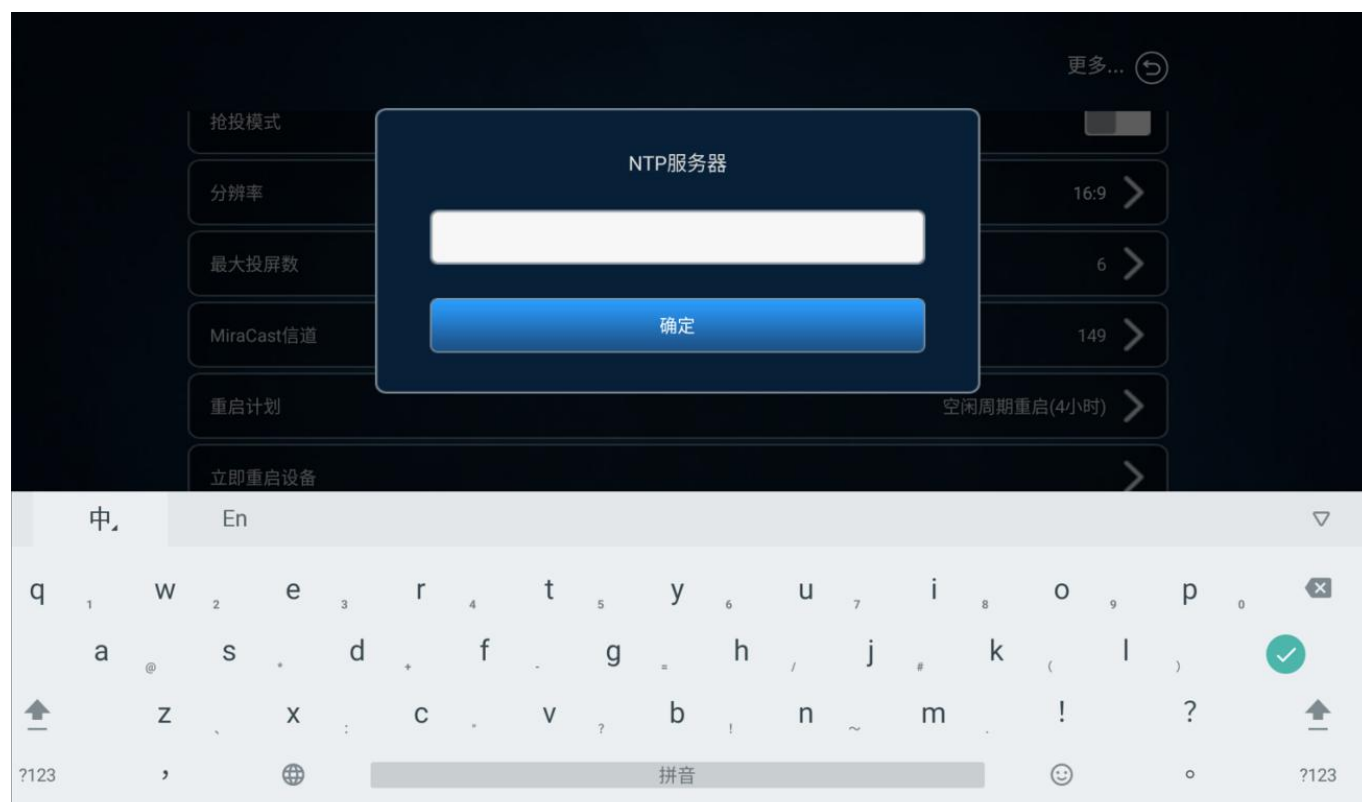 更多...
抢投模式
NTP服务器
分辨率 16:9
最大投屏数 6
确定
MiraCast信道 149
重启计划 空闲周期重启(4小时)
立即重启设备
中 En
q 1 w 2 e 3 r 4 t 5 y 6 u 7 i 8 o 9 p 0
a @ s * d + f - g = h / j # k ( l )
z 、 x : c " v ? b ! n ~ m . ! ?
?123 , 拼音 。 ?123